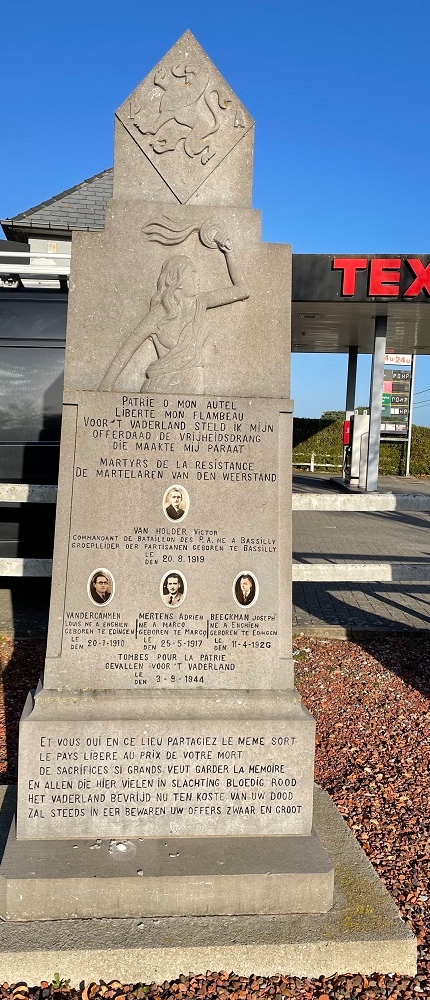 TEX
24u 24u
PATRIE O MON AUTEL
LIBERTE MON FLAMBEAU
VOOR 'T VADERLAND STELD IK MIJN
OFFERDAAD DE VRIJHEIDSDRANG
DIE MAAKTE MIJ PARAAT
MARTYRS DE LA RESISTANCE
DE MARTELAREN VAN DEN WEERSTAND
VAN HOLDER VICTOR
COMMANDANT DE BATAILLON DES P.A. NE A BASSILLY
GROEPLEIDER DER PARTISANEN GEBOREN TE BASSILLY
LE
DEN 20.8.1919
VANDERCAMMEN
LOUIS NE A ENGHIEN
GEBOREN TE EDINGEN
LE
DEN 20-7-1910
MERTENS ADRIEN
NE A MARCQ
GEBOREN TE MARCQ
LE
DEN 25-5-1917
BEECKMAN JOSEPH
NE A ENGHIEN
GEBOREN TE EDINGEN
LE
DEN 11-4-1926
TOMBES POUR LA PATRIE
GEVALLEN VOOR 'T VADERLAND
LE
DEN 3-9-1944
ET VOUS QUI EN CE LIEU PARTAGIEZ LE MEME SORT
LE PAYS LIBERE AU PRIX DE VOTRE MORT
DE SACRIFICES SI GRANDS VEUT GARDER LA MEMOIRE
EN ALLEN DIE HIER VIELEN IN SLACHTING BLOEDIG ROOD
HET VADERLAND BEVRIJD NU TEN KOSTE VAN UW DOOD
ZAL STEEDS IN EER BEWAREN UW OFFERS ZWAAR EN GROOT